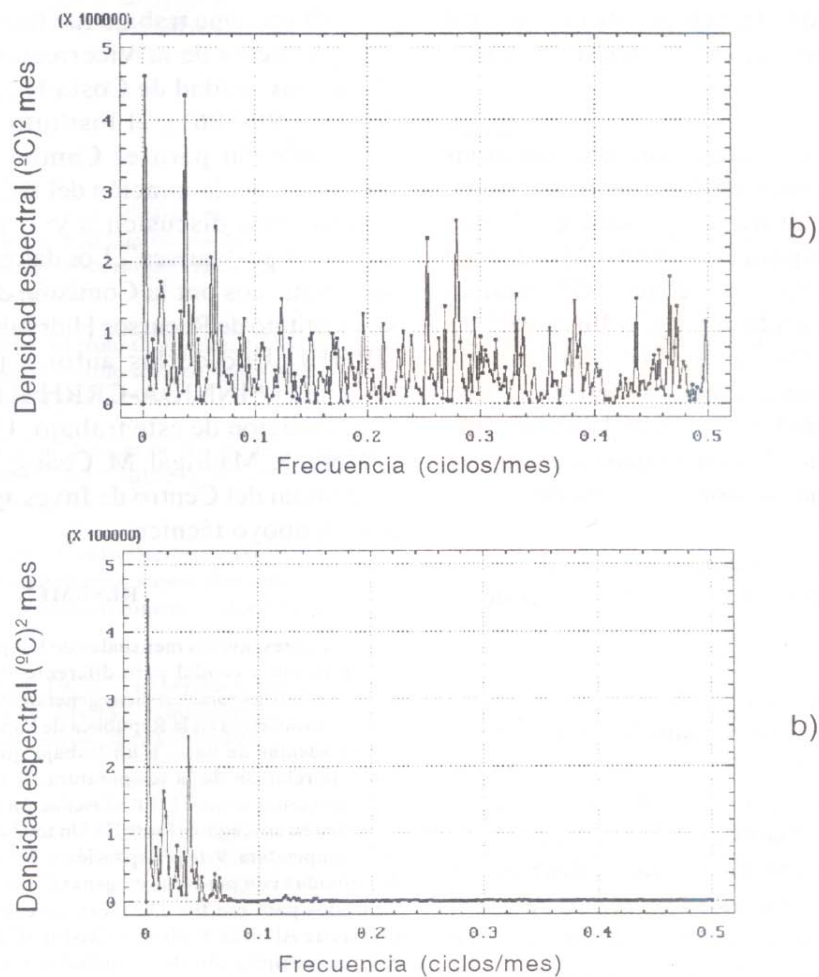 (X 100000)
5
4
3
2
1
0
Densidad espectral (ºC)² mes
b)
0 0.1 0.2 0.3 0.4 0.5
Frecuencia (ciclos/mes)
(X 100000)
5
4
3
2
1
0
Densidad espectral (ºC)² mes
b)
0 0.1 0.2 0.3 0.4 0.5
Frecuencia (ciclos/mes)